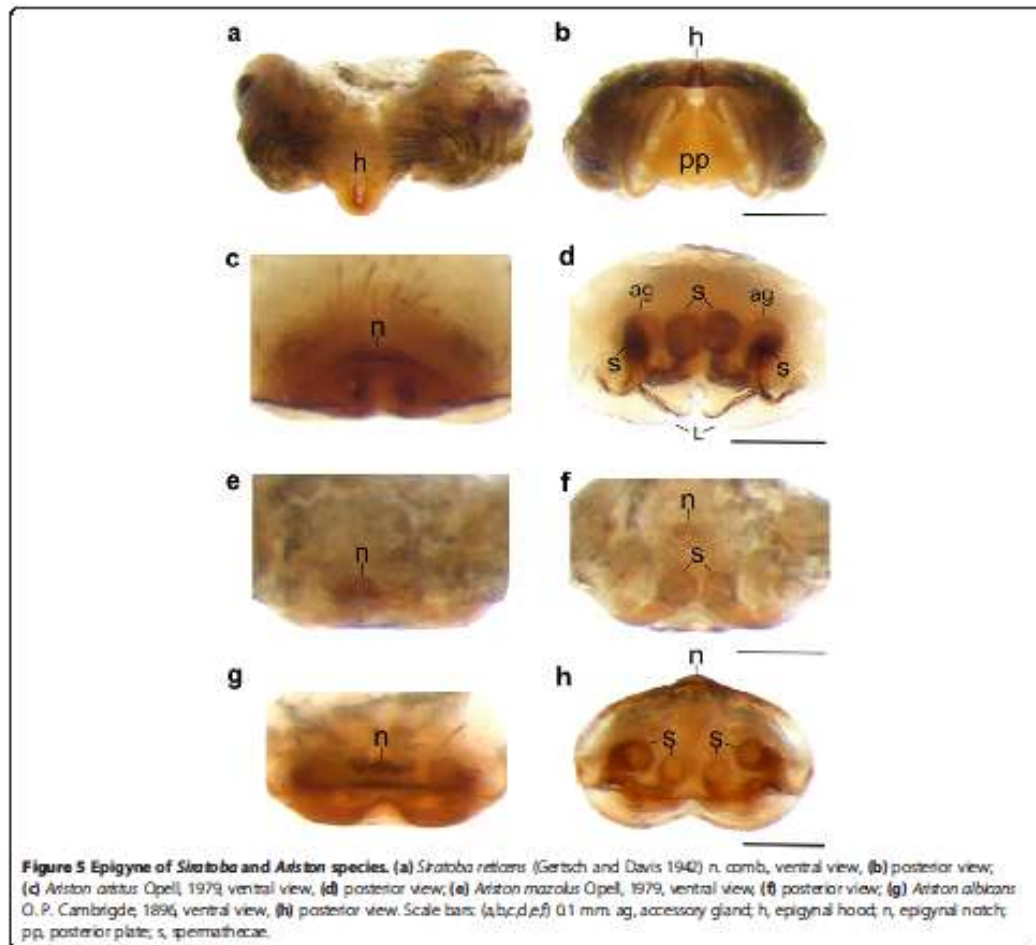 a
b
h
h
pp
c
d
n
ag
s
ag
s
s
L
e
f
n
n
s
g
h
n
n
s
s
Figure 5 Epigyne of Siratoba and Ariston species. (a) Siratoba reticens (Gertsch and Davis 1942) n. comb., ventral view, (b) posterior view;
(c) Ariston aristus Opell, 1979, ventral view, (d) posterior view; (e) Ariston mazolus Opell, 1979, ventral view, (f) posterior view; (g) Ariston albicans
O. P. Cambrigde, 1896, ventral view, (h) posterior view. Scale bars: (a,b,c,d,e,f) 0.1 mm. ag, accessory gland; h, epigynal hood; n, epigynal notch;
pp, posterior plate; s, spermathecae.